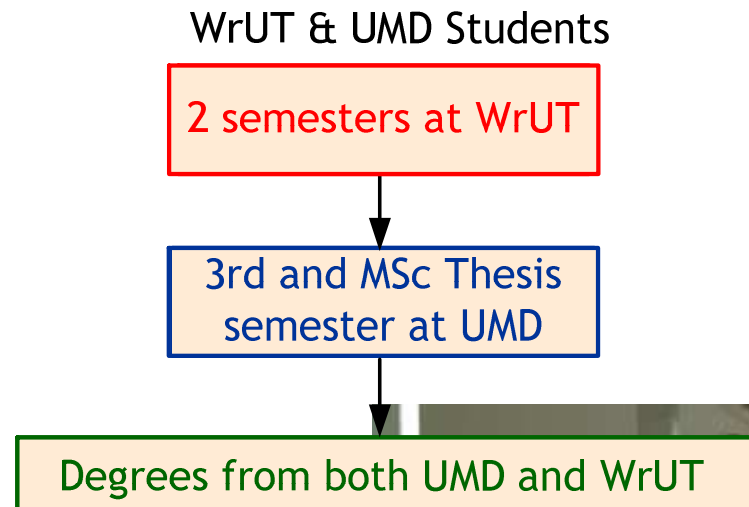 WrUT & UMD Students
2 semesters at WrUT
3rd and MSc Thesis
semester at UMD
Degrees from both UMD and WrUT